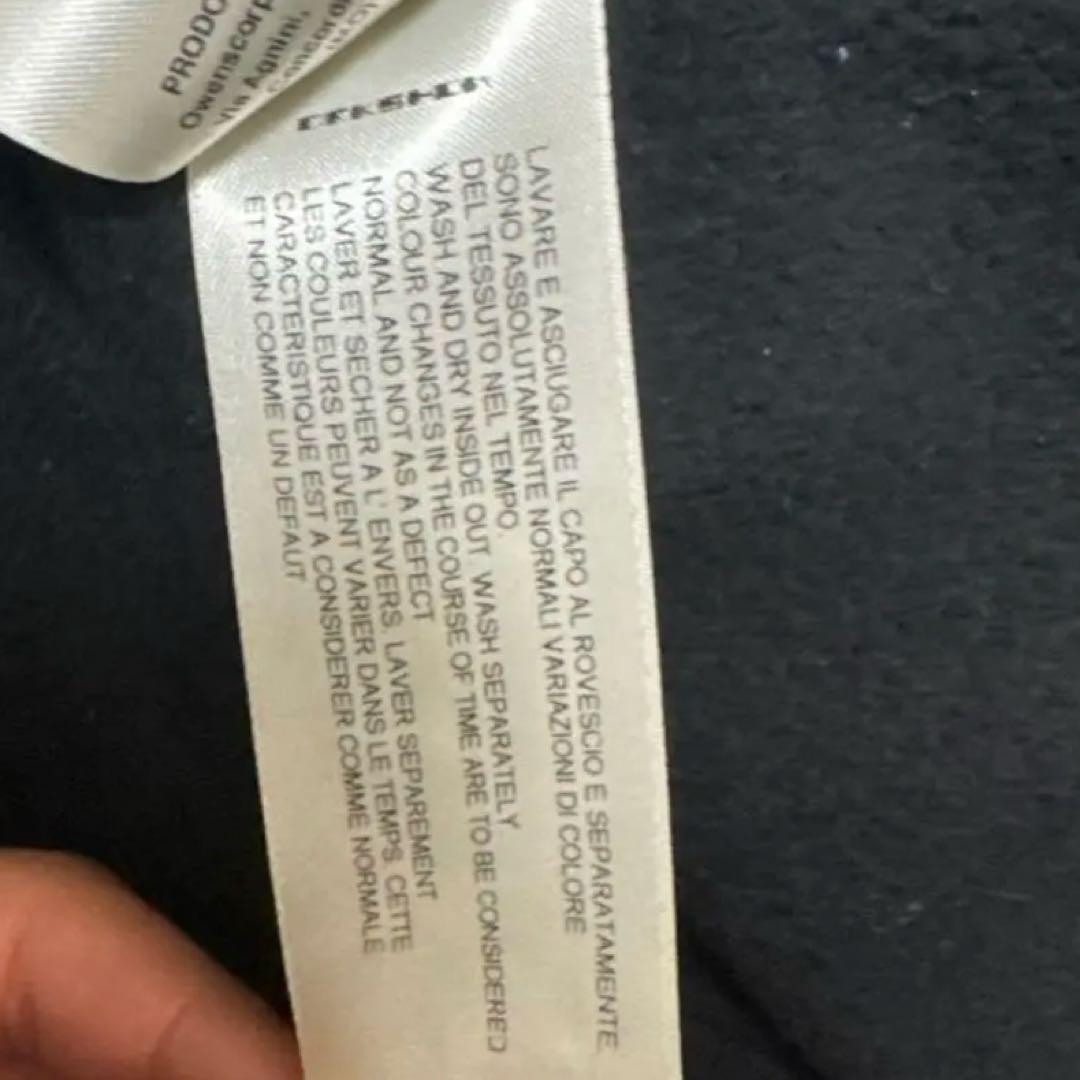 PRODO
Owenscorp
Via Agnini,
LAVARE E ASCIUGARE IL CAPO AL ROVESCIO E SEPARATAMENTE.
SONO ASSOLUTAMENTE NORMALI VARIAZIONI DI COLORE
DEL TESSUTO NEL TEMPO.
WASH AND DRY INSIDE OUT. WASH SEPARATELY
COLOUR CHANGES IN THE COURSE OF TIME ARE TO BE CONSIDERED
NORMAL AND NOT AS A DEFECT
LAVER ET SECHER A L' ENVERS. LAVER SEPAREMENT
LES COULEURS PEUVENT VARIER DANS LE TEMPS. CETTE
CARACTERISTIQUE EST A CONSIDERER COMME NORMALE
ET NON COMME UN DEFAUT